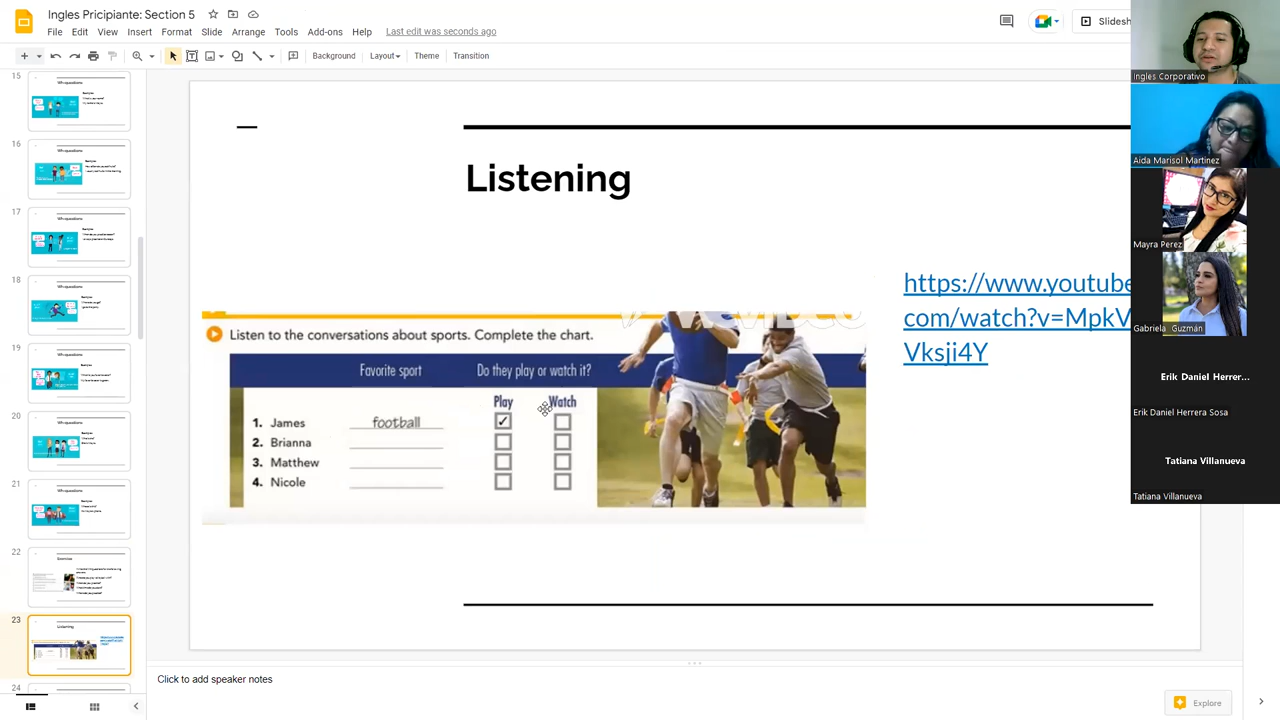 Ingles Pricipiante: Section 5
File Edit View Insert Format Slide Arrange Tools Add-ons Help Last edit was seconds ago
Slidesh
Background Layout Theme Transition
15
16
17
18
19
20
21
22
23
24
Listening
Listen to the conversations about sports. Complete the chart.
Favorite sport Do they play or watch it?
Play Watch
1. James football
2. Brianna
3. Matthew
4. Nicole
https://www.youtube
com/watch?v=MpkV
Vksji4Y
Click to add speaker notes
Explore
Ingles Corporativo
Aida Marisol Martinez
Mayra Perez
Gabriela Guzmán
Erik Daniel Herrer...
Erik Daniel Herrera Sosa
Tatiana Villanueva
Tatiana Villanueva